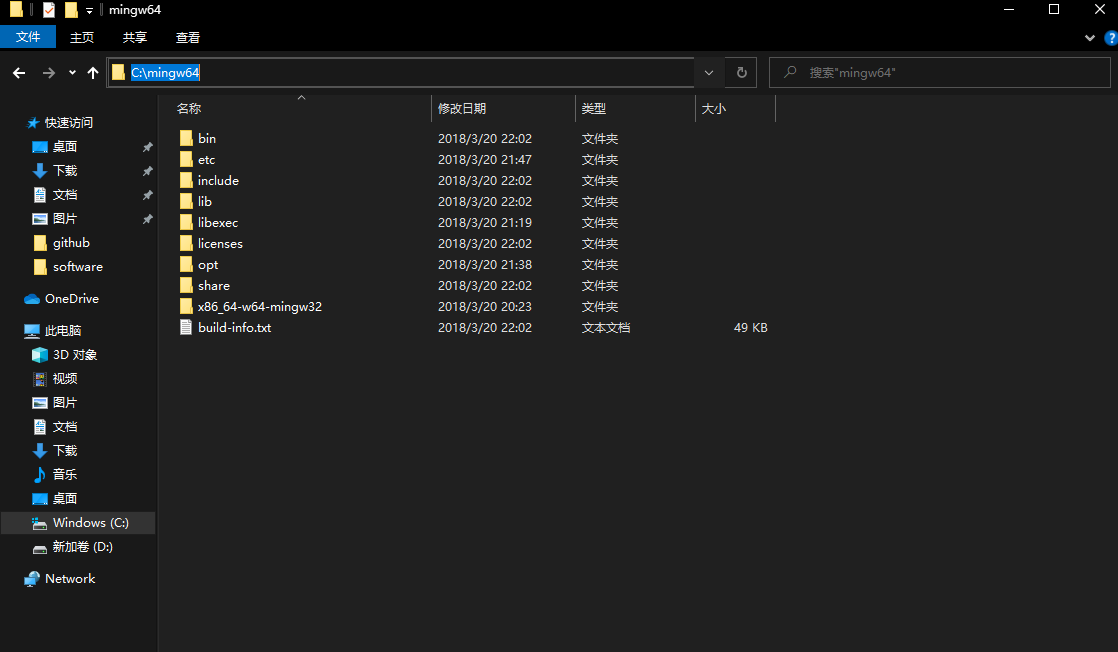 mingw64
文件 主页 共享 查看
C:\mingw64 搜索"mingw64"
名称 修改日期 类型 大小
快速访问
桌面
下载
文档
图片
github
software
OneDrive
此电脑
3D 对象
视频
图片
文档
下载
音乐
桌面
Windows (C:)
新加卷 (D:)
Network
bin 2018/3/20 22:02 文件夹
etc 2018/3/20 21:47 文件夹
include 2018/3/20 22:02 文件夹
lib 2018/3/20 22:02 文件夹
libexec 2018/3/20 21:19 文件夹
licenses 2018/3/20 22:02 文件夹
opt 2018/3/20 21:38 文件夹
share 2018/3/20 22:02 文件夹
x86_64-w64-mingw32 2018/3/20 20:23 文件夹
build-info.txt 2018/3/20 22:02 文本文档 49 KB